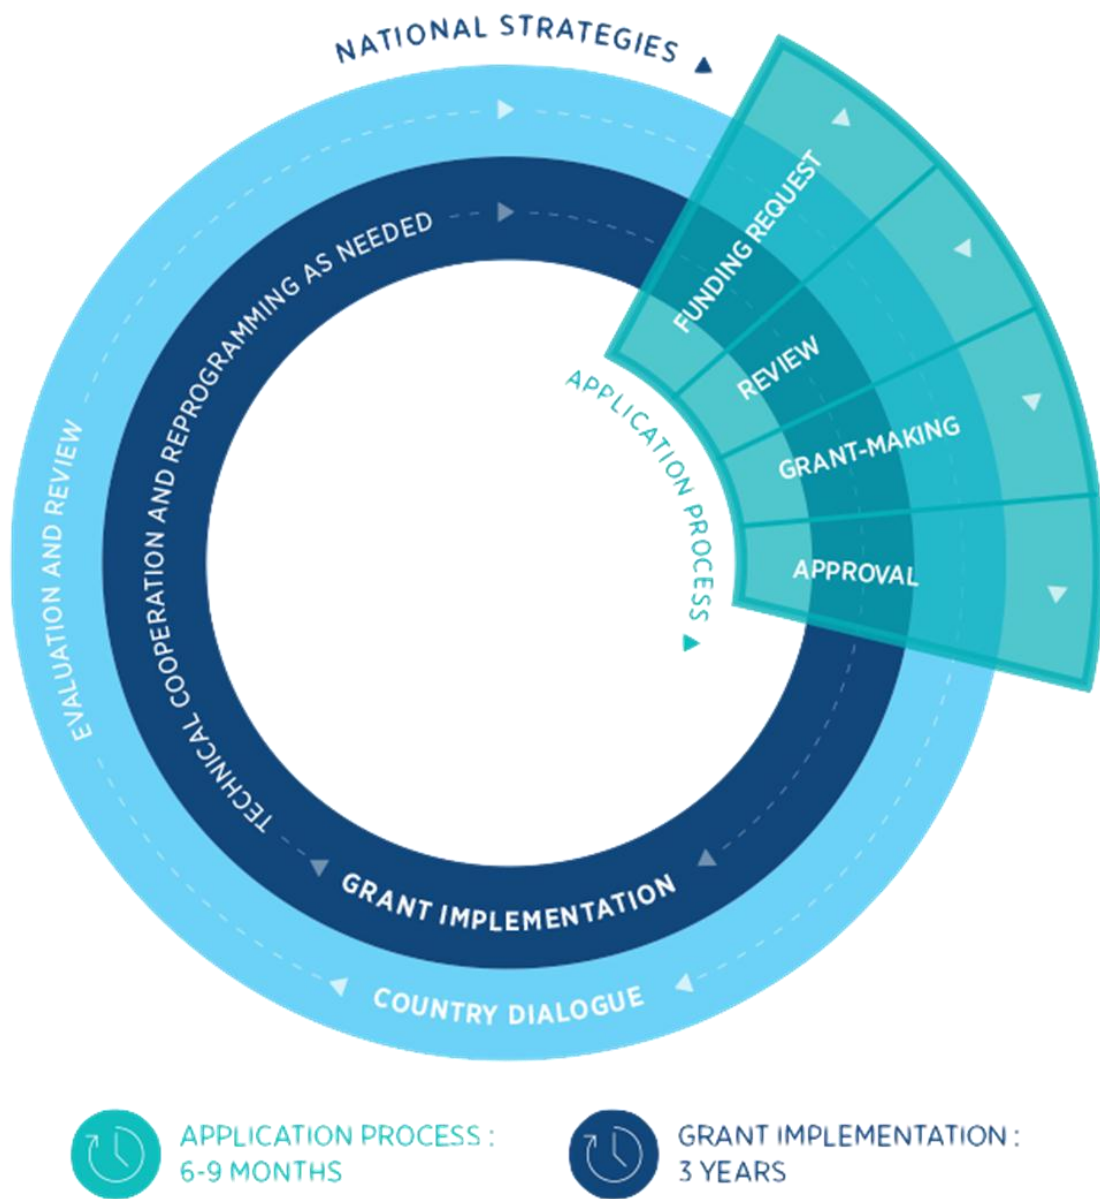 NATIONAL STRATEGIES
FUNDING REQUEST
REVIEW
GRANT-MAKING
APPROVAL
APPLICATION PROCESS
TECHNICAL COOPERATION AND REPROGRAMMING AS NEEDED
EVALUATION AND REVIEW
GRANT IMPLEMENTATION
COUNTRY DIALOGUE
APPLICATION PROCESS :
6-9 MONTHS
GRANT IMPLEMENTATION :
3 YEARS